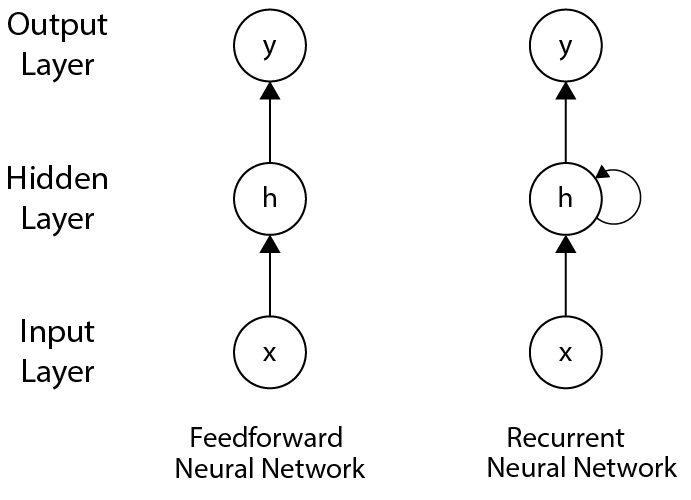 Output
Layer
y
y
Hidden
Layer
h
h
Input
Layer
x
x
Feedforward
Neural Network
Recurrent
Neural Network